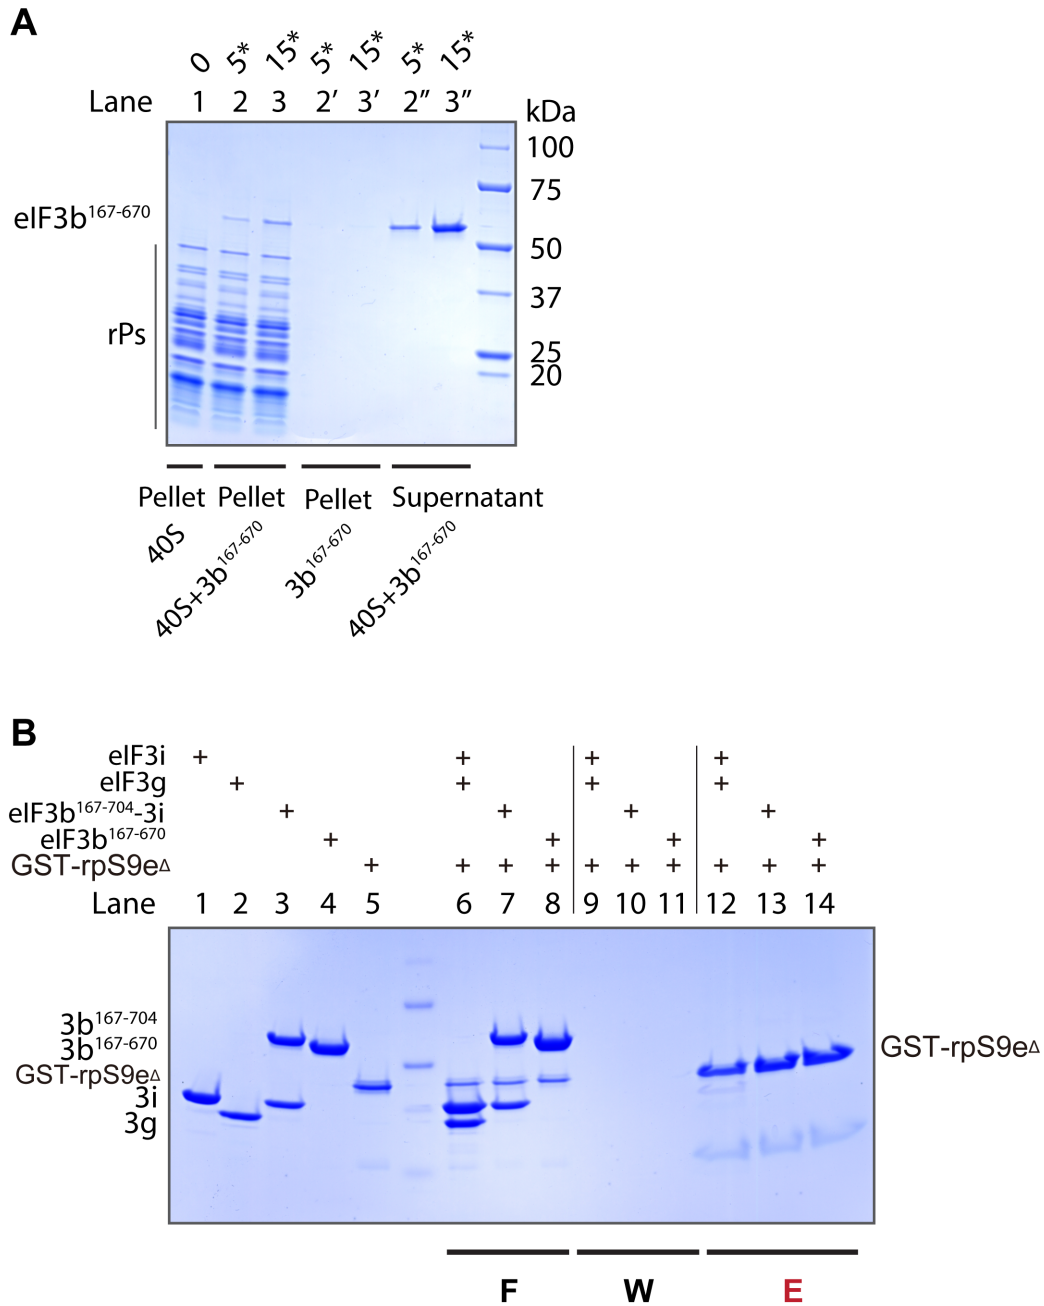 A
0 5* 15* 5* 15* 5* 15*
Lane 1 2 3 2′ 3′ 2″ 3″
kDa
100
75
eIF3b167-670
50
37
rPs
25
20
Pellet Pellet Pellet Supernatant
40S 40S+3b167-670 3b167-670 40S+3b167-670
B
eIF3i + + + +
eIF3g + + + +
eIF3b167-704-3i + + + +
eIF3b167-670 + + + +
GST-rpS9eΔ + + + + + + + + + +
Lane 1 2 3 4 5 6 7 8 9 10 11 12 13 14
3b167-704
3b167-670
GST-rpS9eΔ
GST-rpS9eΔ
3i
3g
F W E